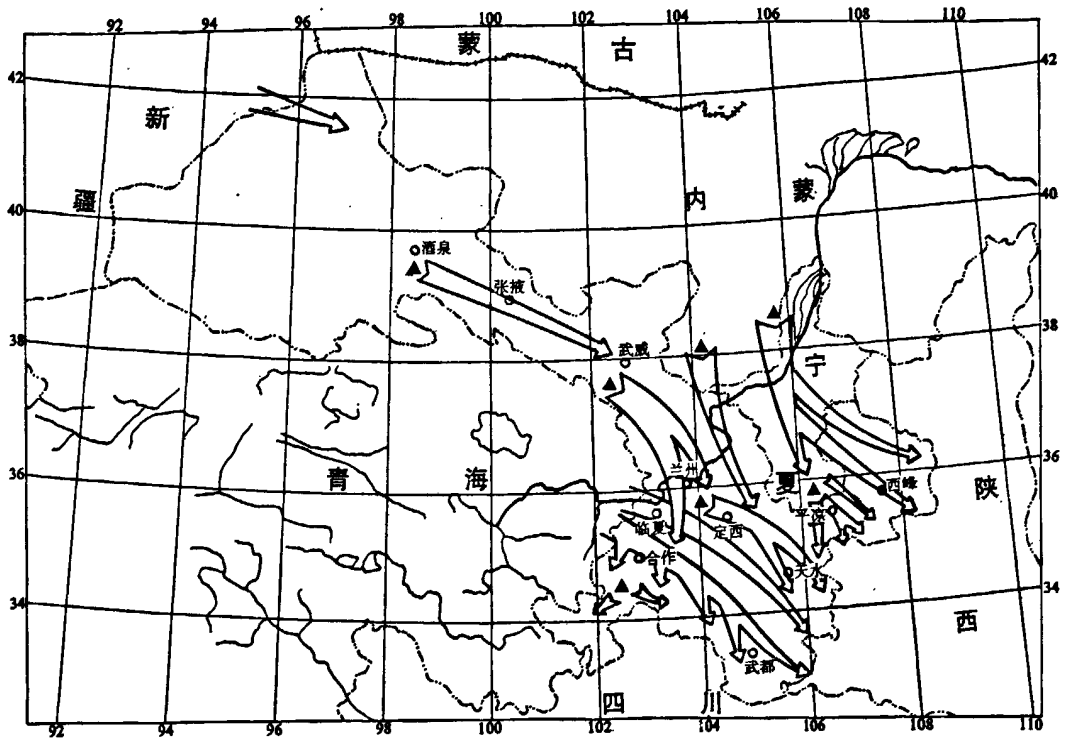 92 94 96 98 100 102 104 106 108 110
蒙 古
42 42
新
疆 内 蒙
40 40
酒泉
张掖
38 38
武威
宁
36 36
青 海 兰州 夏 西峰 陕
平凉
临夏 定西
合作 天水
34 34
西
武都
四 川
92 94 96 98 100 102 104 106 108 110